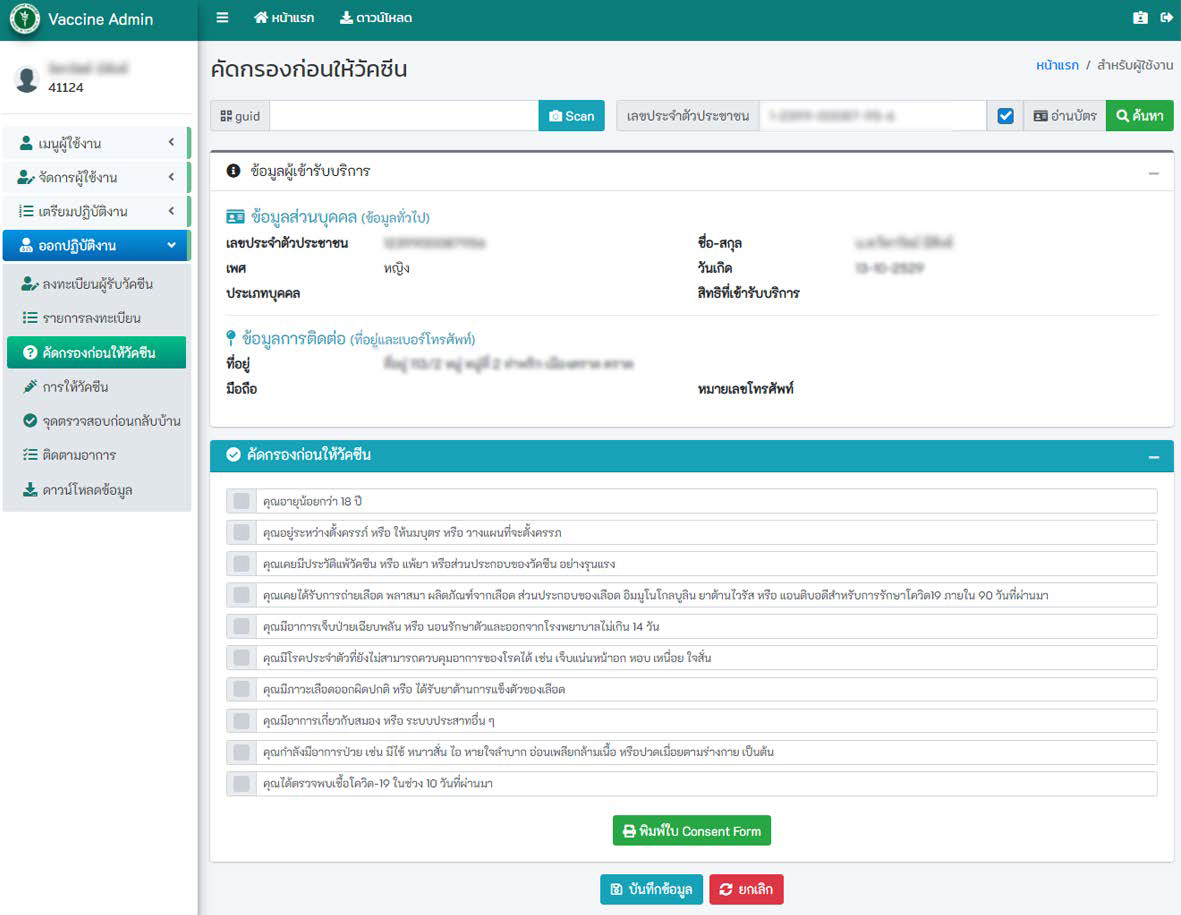 Vaccine Admin
หน้าแรก ดาวน์โหลด
41124
เมนูผู้ใช้งาน
จัดการผู้ใช้งาน
เตรียมปฏิบัติงาน
ออกปฏิบัติงาน
ลงทะเบียนผู้รับวัคซีน
รายการลงทะเบียน
คัดกรองก่อนให้วัคซีน
การให้วัคซีน
จุดตรวจสอบก่อนกลับบ้าน
ติดตามอาการ
ดาวน์โหลดข้อมูล
คัดกรองก่อนให้วัคซีน
หน้าแรก / สำหรับผู้ใช้งาน
guid Scan เลขประจำตัวประชาชน อ่านบัตร ค้นหา
ข้อมูลผู้เข้ารับบริการ
ข้อมูลส่วนบุคคล (ข้อมูลทั่วไป)
เลขประจำตัวประชาชน ชื่อ-สกุล
เพศ หญิง วันเกิด
ประเภทบุคคล สิทธิที่เข้ารับบริการ
ข้อมูลการติดต่อ (ที่อยู่และเบอร์โทรศัพท์)
ที่อยู่
มือถือ หมายเลขโทรศัพท์
คัดกรองก่อนให้วัคซีน
คุณอายุน้อยกว่า 18 ปี
คุณอยู่ระหว่างตั้งครรภ์ หรือ ให้นมบุตร หรือ วางแผนที่จะตั้งครรภ
คุณเคยมีประวัติแพ้วัคซีน หรือ แพ้ยา หรือส่วนประกอบของวัคซีน อย่างรุนแรง
คุณเคยได้รับการถ่ายเลือด พลาสมา ผลิตภัณฑ์จากเลือด ส่วนประกอบของเลือด อิมมูโนโกลบูลิน ยาต้านไวรัส หรือ แอนติบอดีสำหรับการรักษาโควิด19 ภายใน 90 วันที่ผ่านมา
คุณมีอาการเจ็บป่วยเฉียบพลัน หรือ นอนรักษาตัวและออกจากโรงพยาบาลไม่เกิน 14 วัน
คุณมีโรคประจำตัวที่ยังไม่สามารถควบคุมอาการของโรคได้ เช่น เจ็บแน่นหน้าอก หอบ เหนื่อย ใจสั่น
คุณมีภาวะเลือดออกผิดปกติ หรือ ได้รับยาต้านการแข็งตัวของเลือด
คุณมีอาการเกี่ยวกับสมอง หรือ ระบบประสาทอื่น ๆ
คุณกำลังมีอาการป่วย เช่น มีไข้ หนาวสั่น ไอ หายใจลำบาก อ่อนเพลียกล้ามเนื้อ หรือปวดเมื่อยตามร่างกาย เป็นต้น
คุณได้ตรวจพบเชื้อโควิด-19 ในช่วง 10 วันที่ผ่านมา
พิมพ์ใบ Consent Form
บันทึกข้อมูล ยกเลิก